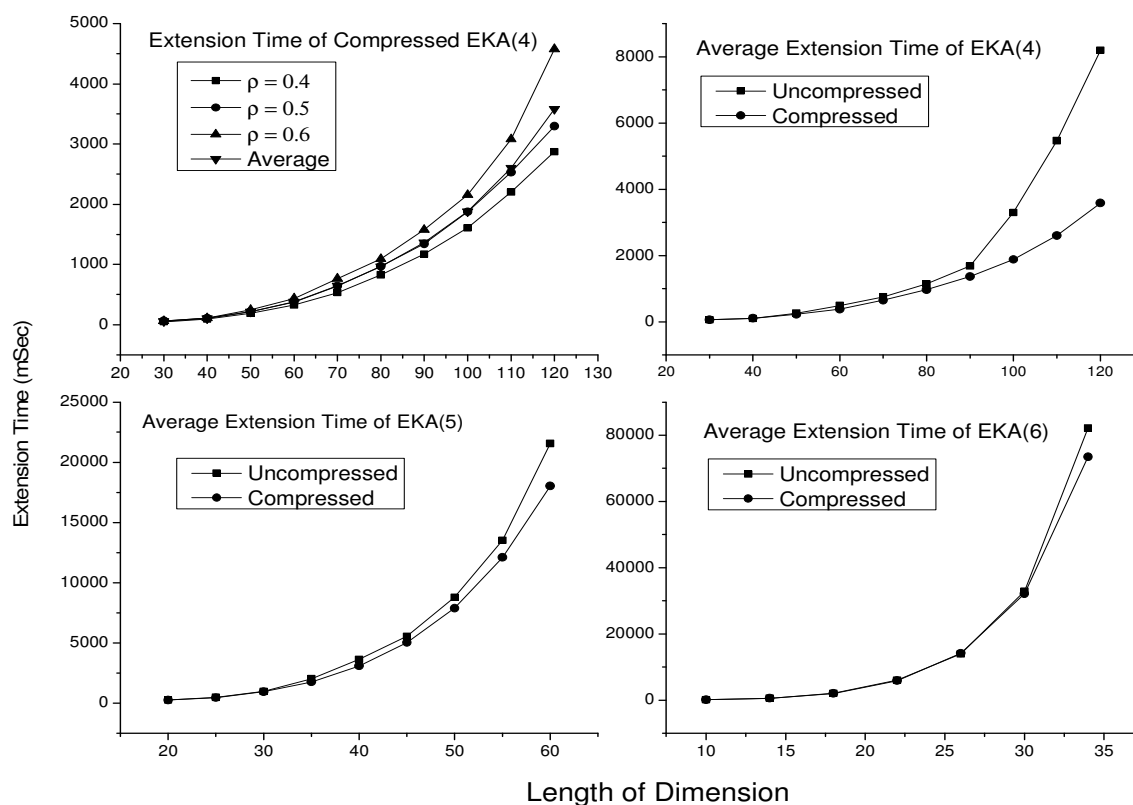 Extension Time (mSec)
Extension Time of Compressed EKA(4)
ρ = 0.4
ρ = 0.5
ρ = 0.6
Average
5000
4000
3000
2000
1000
0
20 30 40 50 60 70 80 90 100 110 120 130
Average Extension Time of EKA(4)
Uncompressed
Compressed
8000
6000
4000
2000
0
20 40 60 80 100 120
Average Extension Time of EKA(5)
Uncompressed
Compressed
25000
20000
15000
10000
5000
0
20 30 40 50 60
Average Extension Time of EKA(6)
Uncompressed
Compressed
80000
60000
40000
20000
0
10 15 20 25 30 35
Length of Dimension